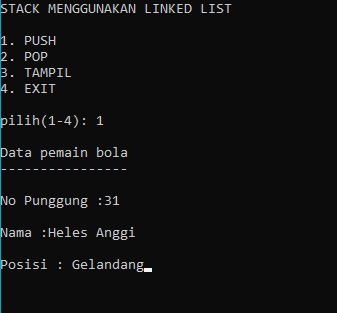 STACK MENGGUNAKAN LINKED LIST
1. PUSH
2. POP
3. TAMPIL
4. EXIT
pilih(1-4): 1
Data pemain bola
----------------
No Punggung :31
Nama :Heles Anggi
Posisi : Gelandang